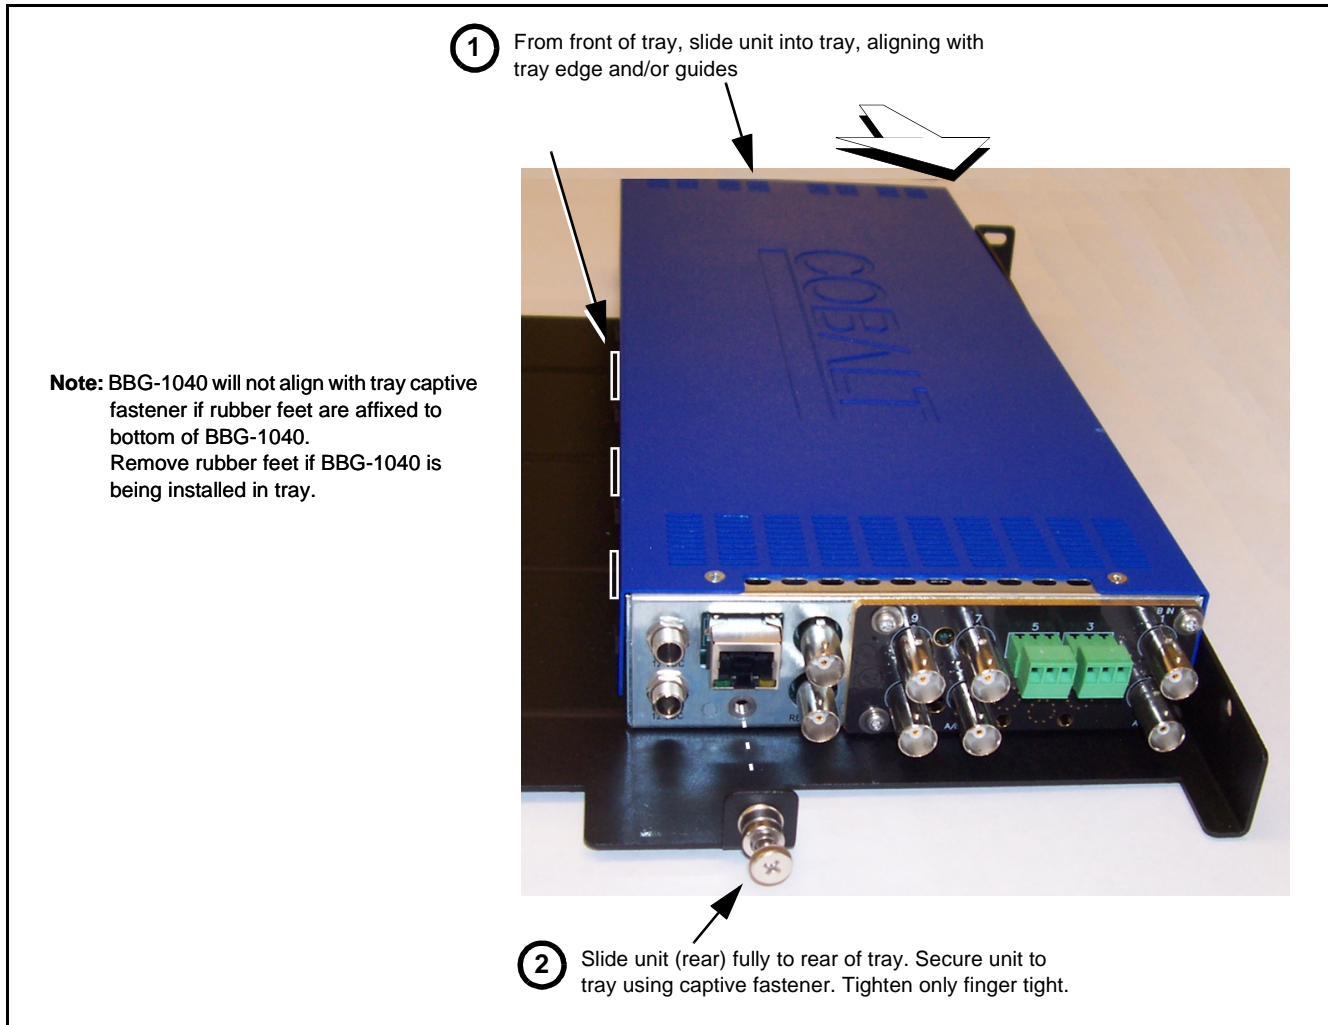 1
From front of tray, slide unit into tray, aligning with
tray edge and/or guides
Note: BBG-1040 will not align with tray captive
fastener if rubber feet are affixed to
bottom of BBG-1040.
Remove rubber feet if BBG-1040 is
being installed in tray.
COBALT
9
7
5
3
1
2
Slide unit (rear) fully to rear of tray. Secure unit to
tray using captive fastener. Tighten only finger tight.